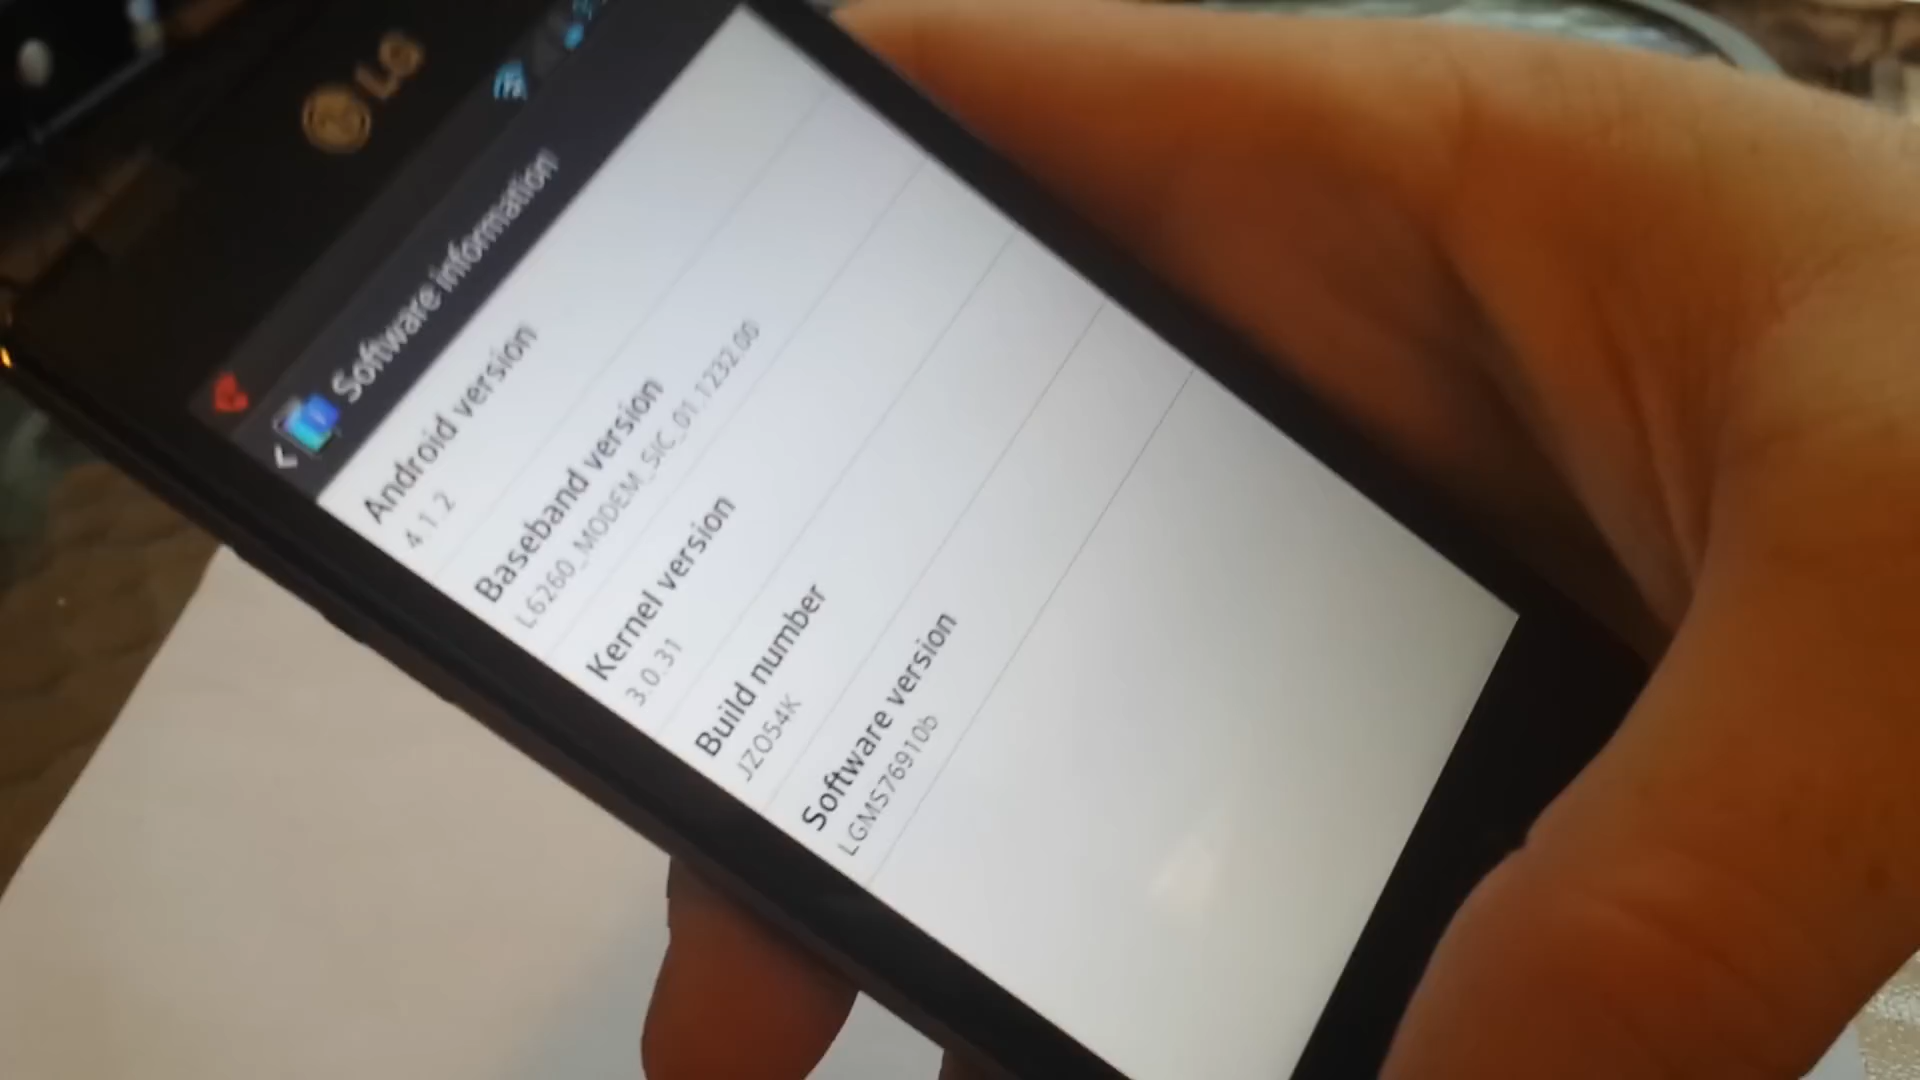 LG
Software information
Android version
4.1.2
Baseband version
L6260_MODEM_SIC_01.1232.00
Kernel version
3.0.31
Build number
JZO54K
Software version
LGMS76910b